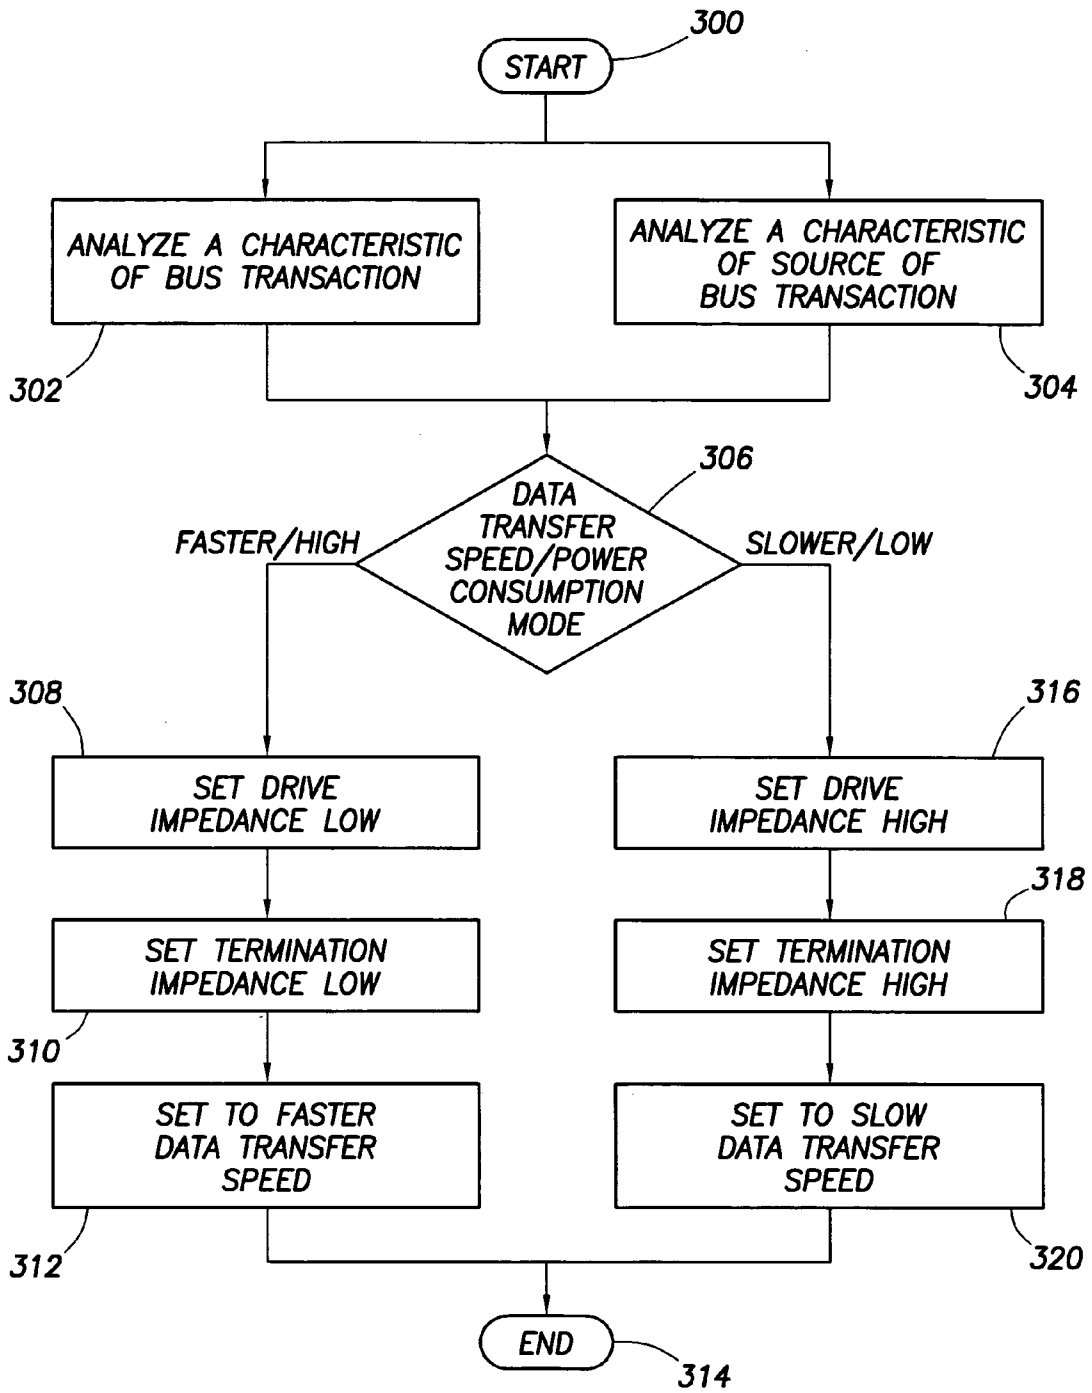 300
START
ANALYZE A CHARACTERISTIC
OF BUS TRANSACTION
302
ANALYZE A CHARACTERISTIC
OF SOURCE OF
BUS TRANSACTION
304
306
DATA
TRANSFER
SPEED/POWER
CONSUMPTION
MODE
FASTER/HIGH
SLOWER/LOW
308
SET DRIVE
IMPEDANCE LOW
316
SET DRIVE
IMPEDANCE HIGH
SET TERMINATION
IMPEDANCE LOW
310
318
SET TERMINATION
IMPEDANCE HIGH
SET TO FASTER
DATA TRANSFER
SPEED
312
SET TO SLOW
DATA TRANSFER
SPEED
320
END
314